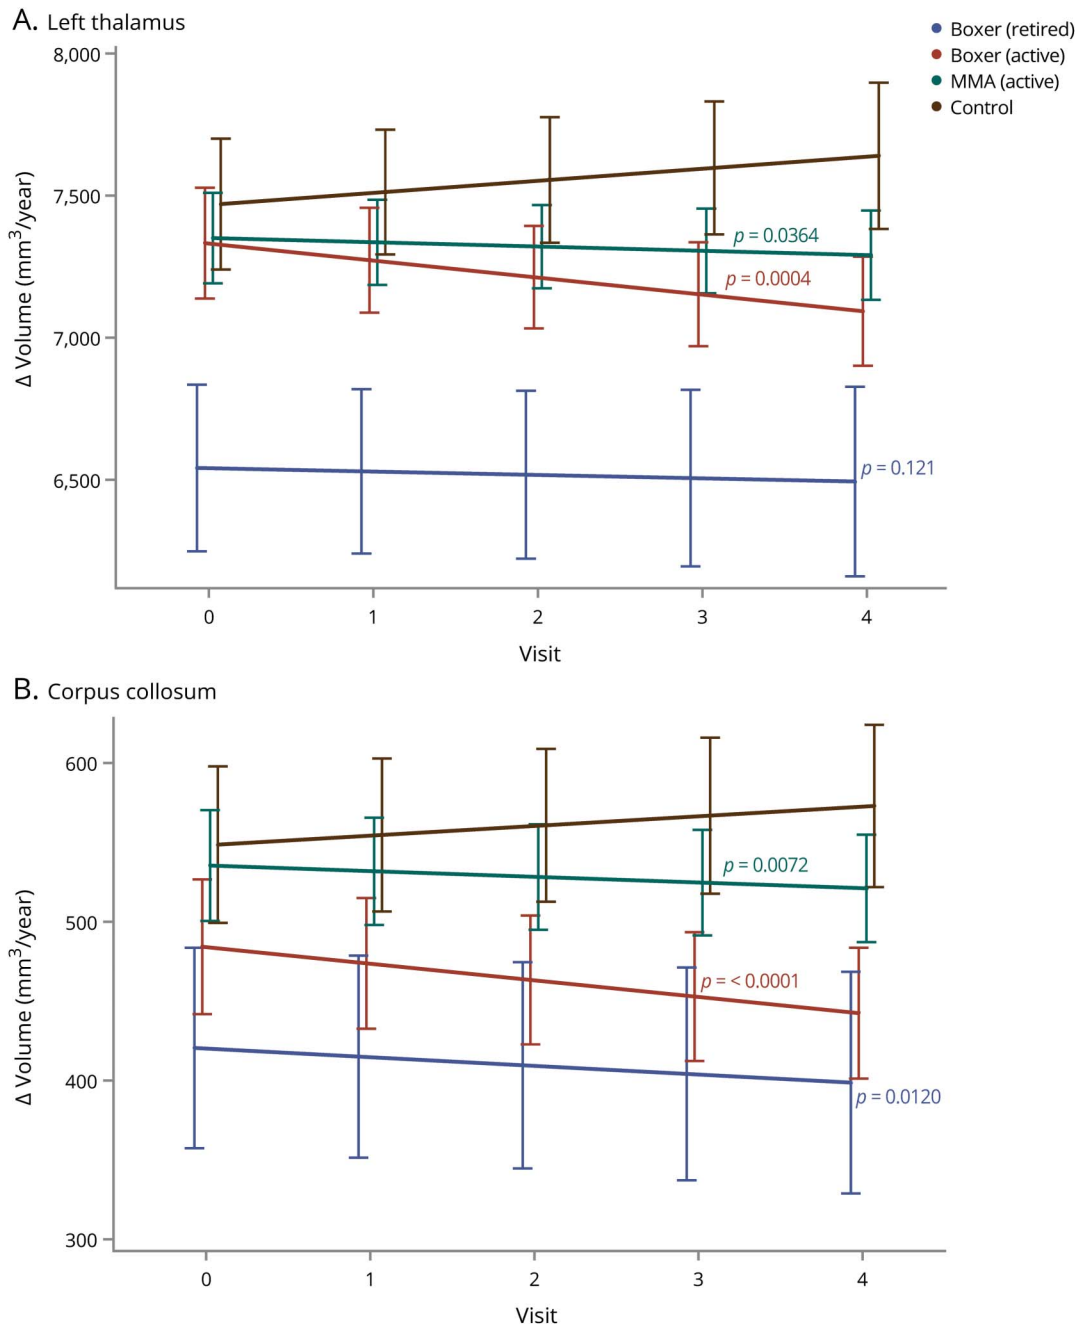 A. Left thalamus
Boxer (retired)
Boxer (active)
MMA (active)
Control
Δ Volume (mm³/year)
8,000
7,500
7,000
6,500
p = 0.0364
p = 0.0004
p = 0.121
0 1 2 3 4
Visit
B. Corpus collosum
Δ Volume (mm³/year)
600
500
400
300
p = 0.0072
p = < 0.0001
p = 0.0120
0 1 2 3 4
Visit